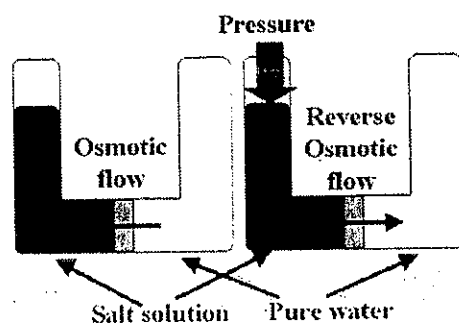 Pressure
Osmotic
flow
Reverse
Osmotic
flow
Salt solution
Pure water